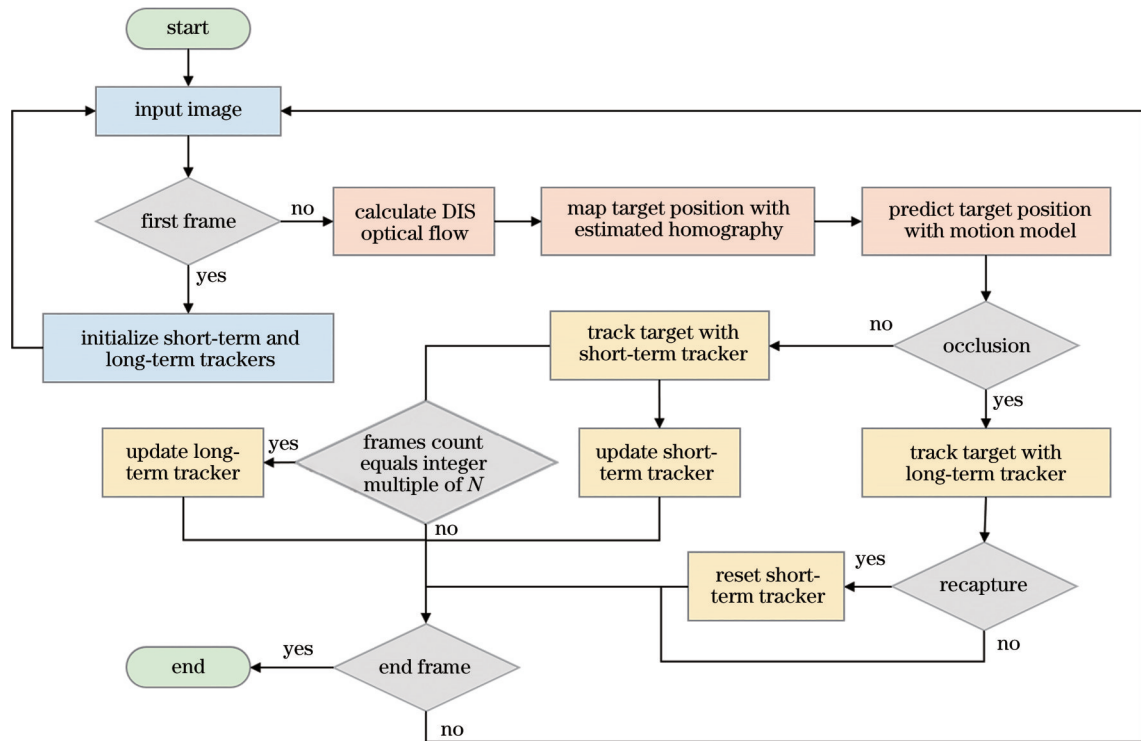 start
input image
first frame
no
calculate DIS
optical flow
map target position with
estimated homography
predict target position
with motion model
yes
initialize short-term and
long-term trackers
track target with
short-term tracker
no
occlusion
yes
update long-
term tracker
yes
frames count
equals integer
multiple of N
update short-
term tracker
track target with
long-term tracker
no
reset short-
term tracker
yes
recapture
no
end
yes
end frame
no